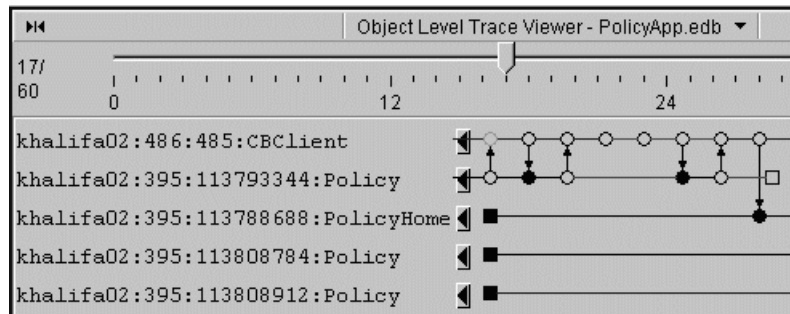 Object Level Trace Viewer - PolicyApp.edb
17/
60
0 12 24
khalifa02:486:485:CBClient
khalifa02:395:113793344:Policy
khalifa02:395:113788688:PolicyHome
khalifa02:395:113808784:Policy
khalifa02:395:113808912:Policy